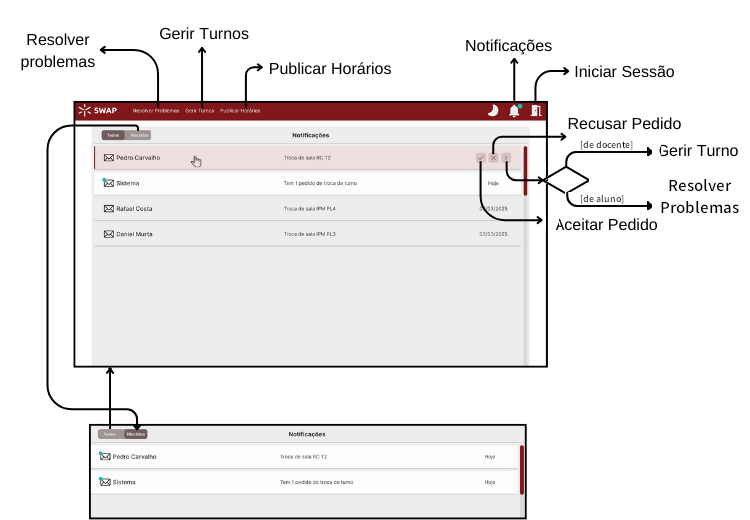 Resolver
problemas
Gerir Turnos
Publicar Horários
Notificações
Iniciar Sessão
SWAP
Resolver Problemas Gerir Turnos Publicar Horários
Recusar Pedido
Todos Não lidos
Notificações
[de docente]
Gerir Turno
Pedro Carvalho Troca de sala RC T2
Sistema Tem 1 pedido de troca de turno Hoje
Resolver
Problemas
[de aluno]
Rafael Costa Troca de sala IPM PL4 03/03/2025
Aceitar Pedido
Daniel Murta Troca de sala IPM PL3 03/03/2025
Todos Não lidos
Notificações
Pedro Carvalho Troca de sala RC T2 Hoje
Sistema Tem 1 pedido de troca de turno Hoje